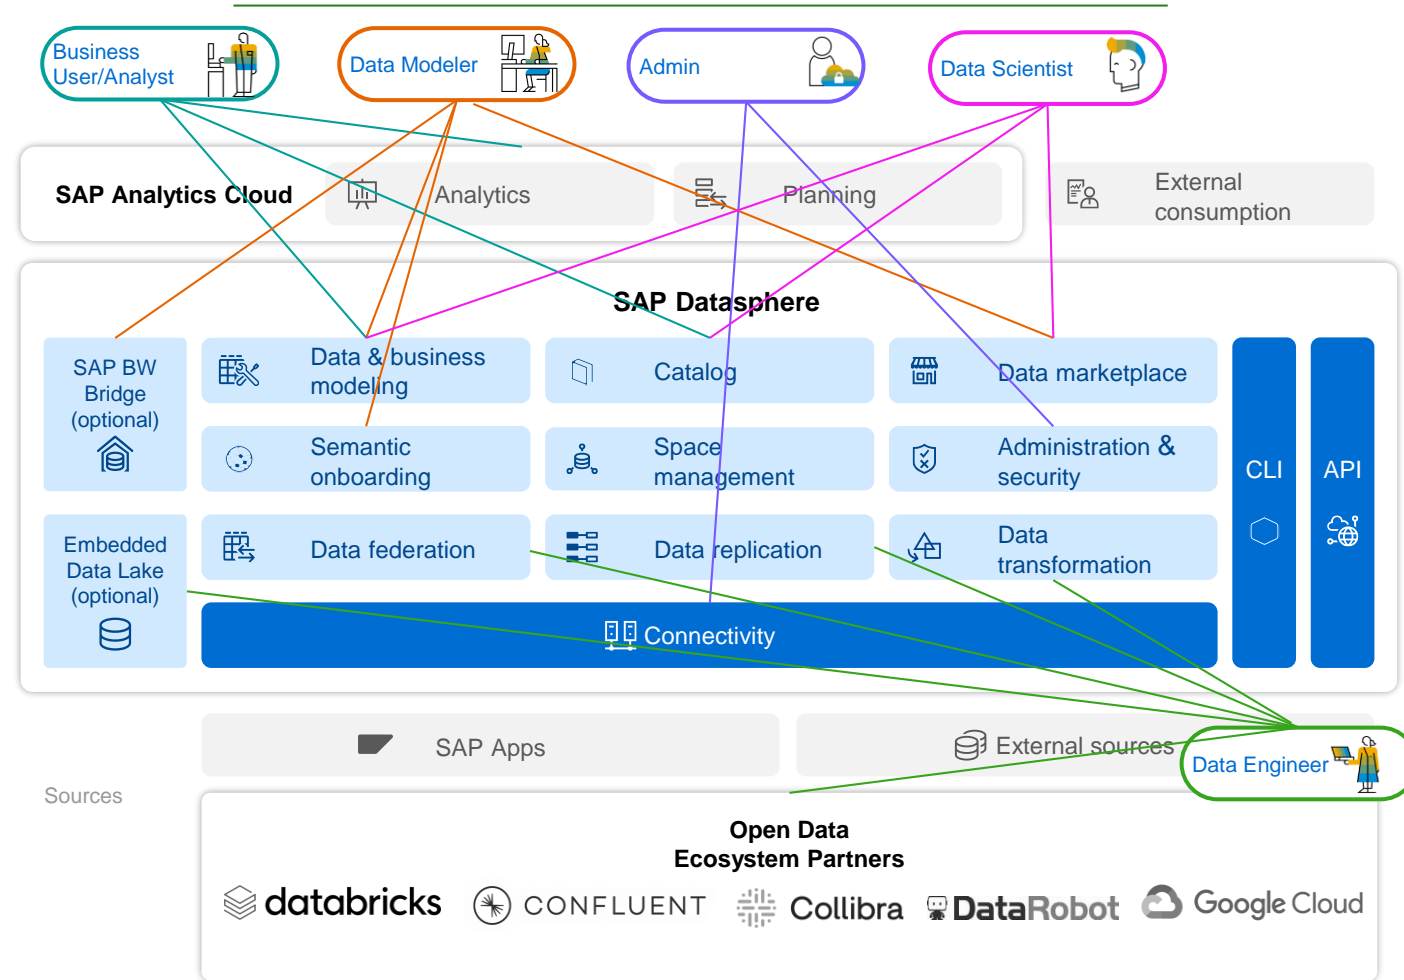 Business
User/Analyst
Data Modeler
Admin
Data Scientist
SAP Analytics Cloud
Analytics
Planning
External
consumption
SAP Datasphere
SAP BW
Bridge
(optional)
Data & business
modeling
Catalog
Data marketplace
Semantic
onboarding
Space
management
Administration &
security
CLI
API
Embedded
Data Lake
(optional)
Data federation
Data replication
Data
transformation
Connectivity
SAP Apps
External sources
Data Engineer
Sources
Open Data
Ecosystem Partners
databricks
CONFLUENT
Collibra
DataRobot
Google Cloud